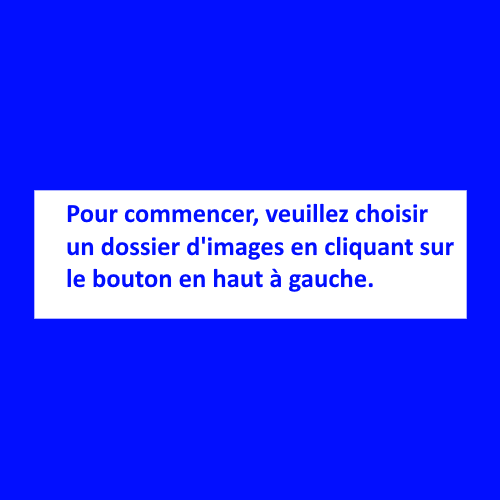 Pour commencer, veuillez choisir
un dossier d'images en cliquant sur
le bouton en haut à gauche.